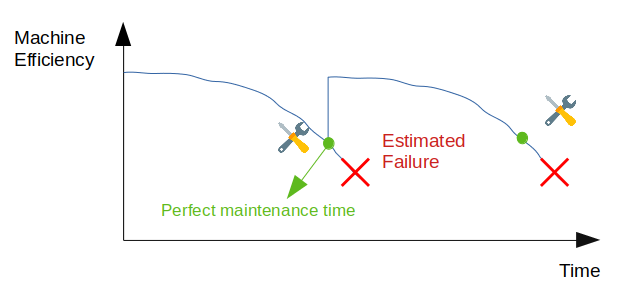 Machine
Efficiency
Estimated
Failure
Perfect maintenance time
Time